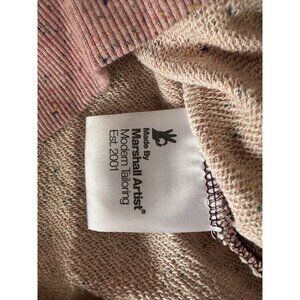 Made By
Marshall Artist®
Modern Tailoring
Est. 2001